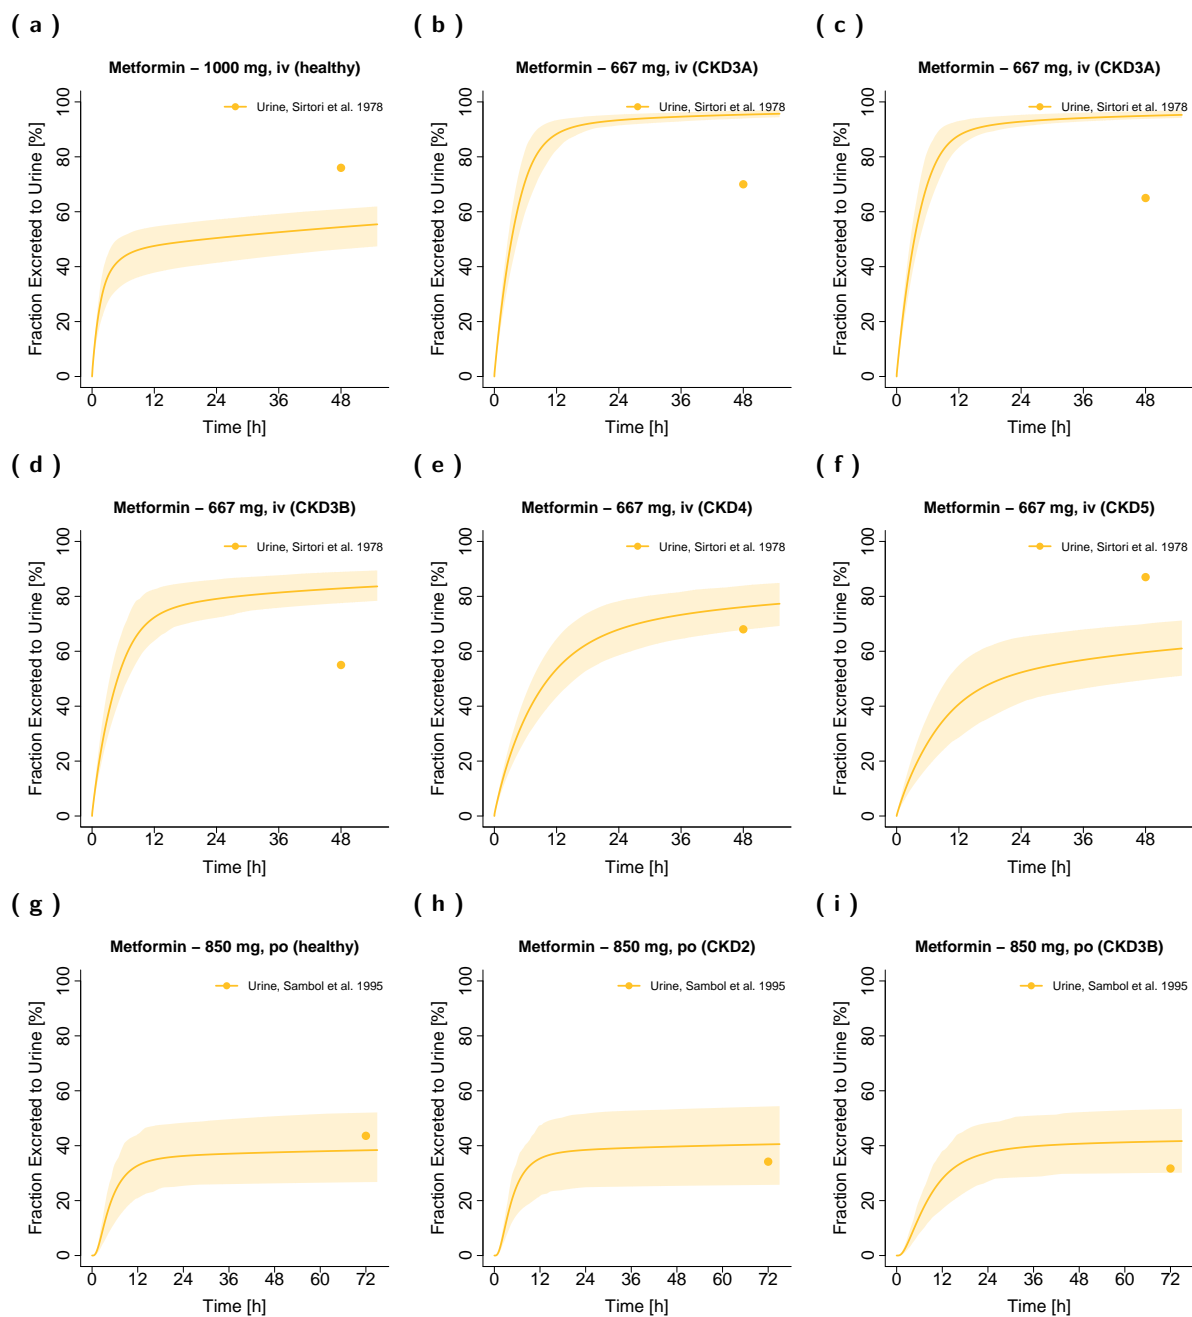 ( a )
Metformin − 1000 mg, iv (healthy)
Urine, Sirtori et al. 1978
Fraction Excreted to Urine [%]
100
80
60
40
20
0
0 12 24 36 48
Time [h]
( b )
Metformin − 667 mg, iv (CKD3A)
Urine, Sirtori et al. 1978
Fraction Excreted to Urine [%]
100
80
60
40
20
0
0 12 24 36 48
Time [h]
( c )
Metformin − 667 mg, iv (CKD3A)
Urine, Sirtori et al. 1978
Fraction Excreted to Urine [%]
100
80
60
40
20
0
0 12 24 36 48
Time [h]
( d )
Metformin − 667 mg, iv (CKD3B)
Urine, Sirtori et al. 1978
Fraction Excreted to Urine [%]
100
80
60
40
20
0
0 12 24 36 48
Time [h]
( e )
Metformin − 667 mg, iv (CKD4)
Urine, Sirtori et al. 1978
Fraction Excreted to Urine [%]
100
80
60
40
20
0
0 12 24 36 48
Time [h]
( f )
Metformin − 667 mg, iv (CKD5)
Urine, Sirtori et al. 1978
Fraction Excreted to Urine [%]
100
80
60
40
20
0
0 12 24 36 48
Time [h]
( g )
Metformin − 850 mg, po (healthy)
Urine, Sambol et al. 1995
Fraction Excreted to Urine [%]
100
80
60
40
20
0
0 12 24 36 48 60 72
Time [h]
( h )
Metformin − 850 mg, po (CKD2)
Urine, Sambol et al. 1995
Fraction Excreted to Urine [%]
100
80
60
40
20
0
0 12 24 36 48 60 72
Time [h]
( i )
Metformin − 850 mg, po (CKD3B)
Urine, Sambol et al. 1995
Fraction Excreted to Urine [%]
100
80
60
40
20
0
0 12 24 36 48 60 72
Time [h]